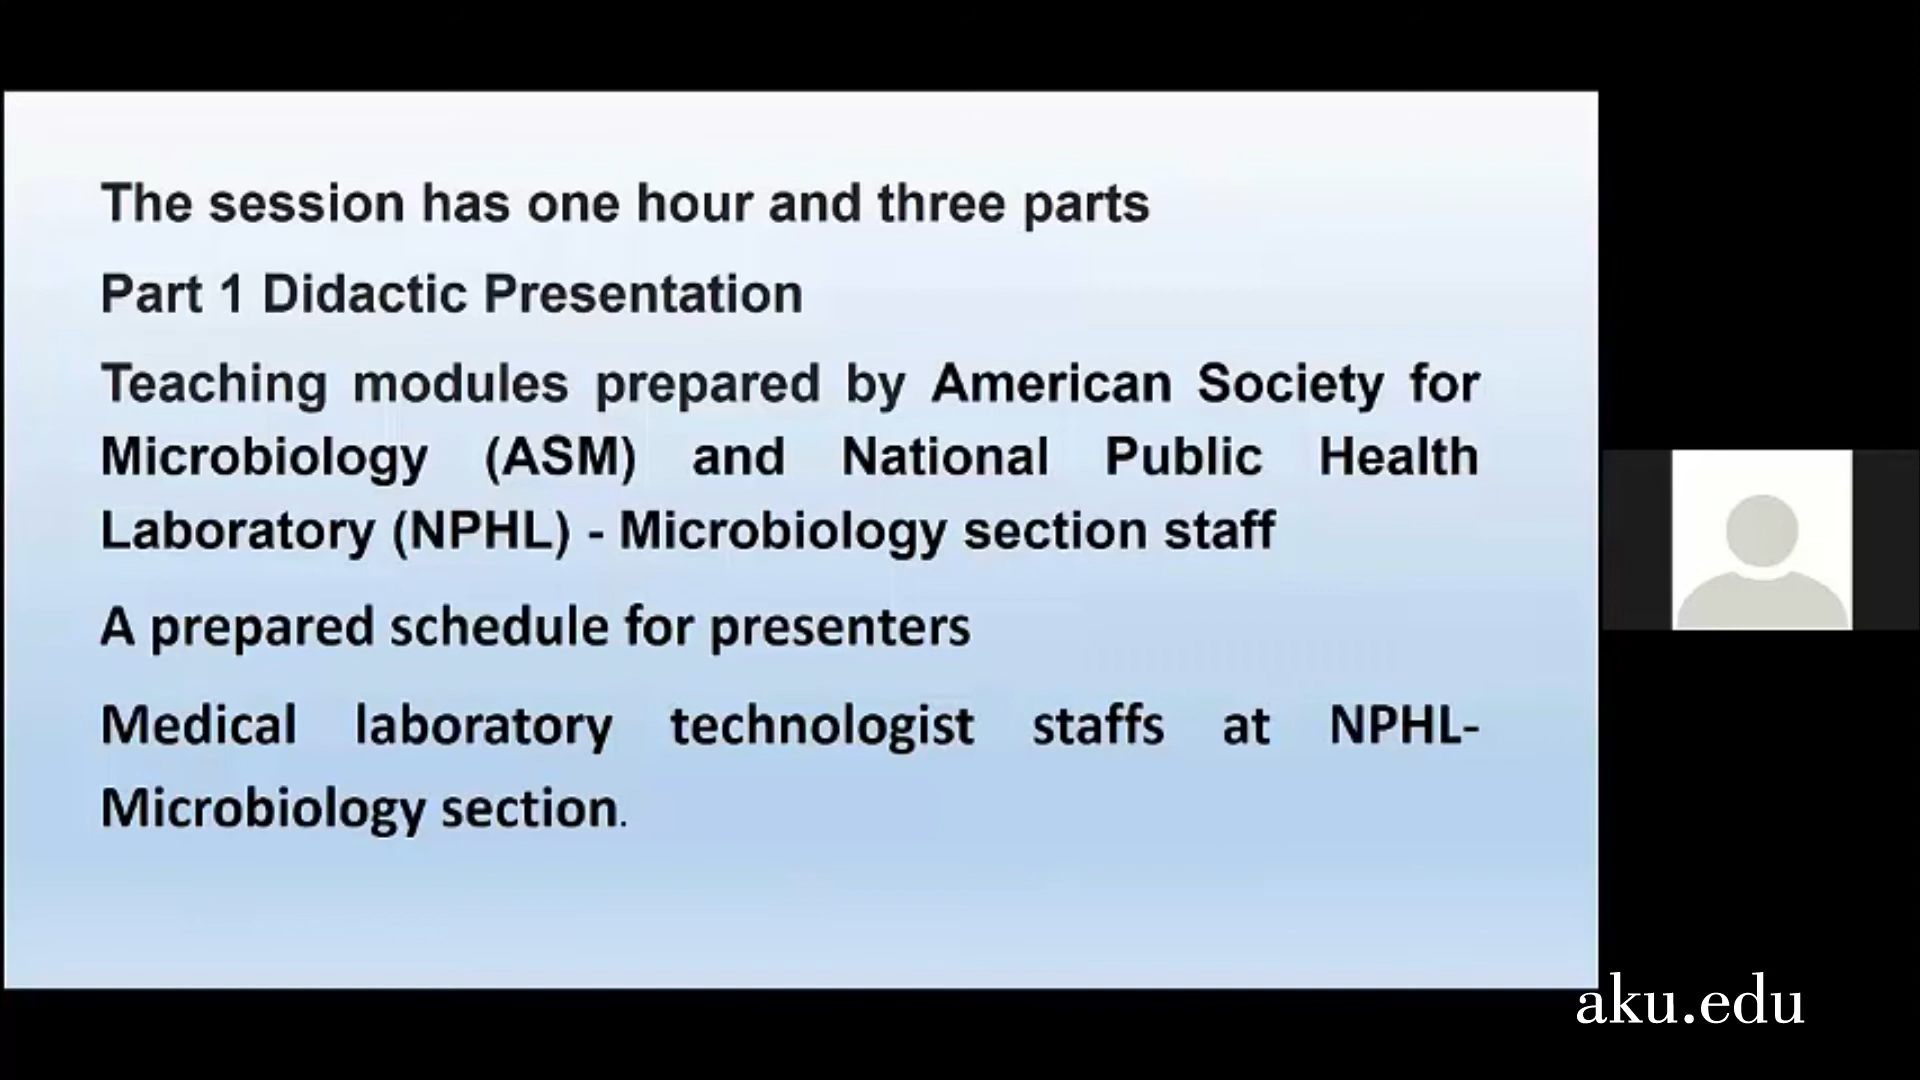 The session has one hour and three parts
Part 1 Didactic Presentation
Teaching modules prepared by American Society for
Microbiology (ASM) and National Public Health
Laboratory (NPHL) - Microbiology section staff
A prepared schedule for presenters
Medical laboratory technologist staffs at NPHL-
Microbiology section.
aku.edu